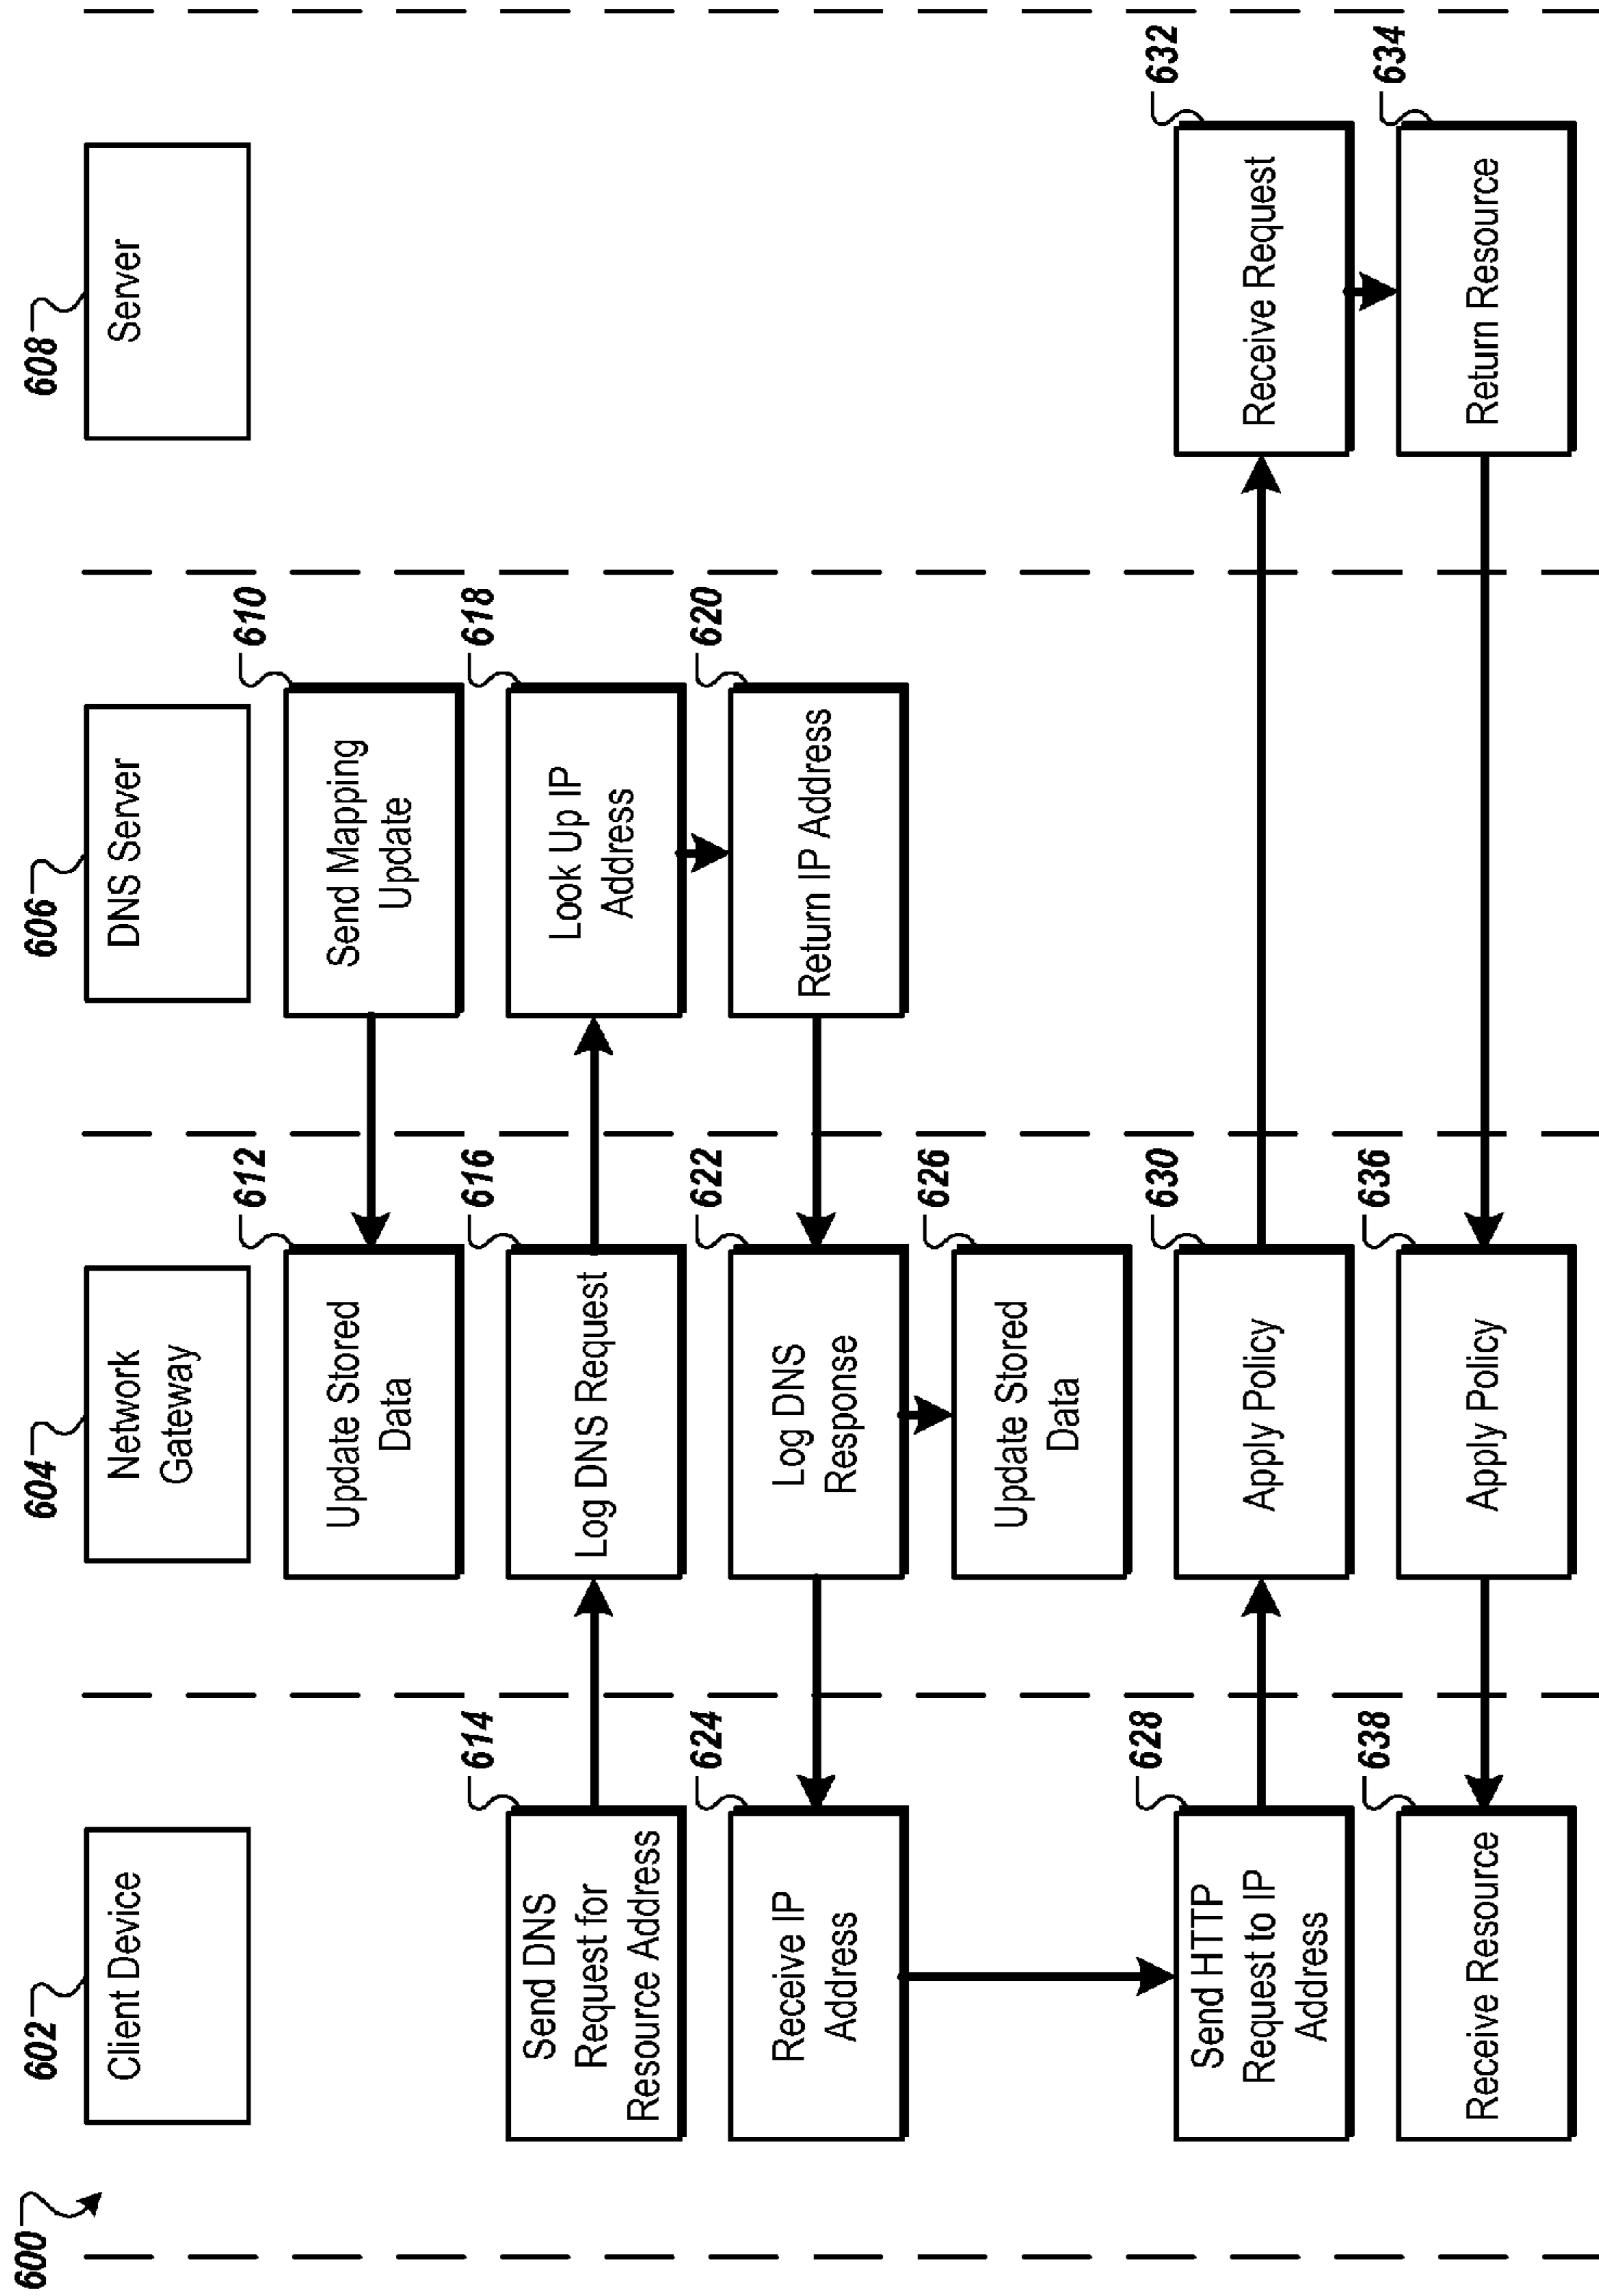 600
602
Client Device
604
Network
Gateway
606
DNS Server
608
Server
610
Send Mapping
Update
612
Update Stored
Data
614
Send DNS
Request for
Resource Address
616
Log DNS Request
618
Look Up IP
Address
620
Return IP Address
622
Log DNS
Response
624
Receive IP
Address
626
Update Stored
Data
628
Send HTTP
Request to IP
Address
630
Apply Policy
632
Receive Request
634
Return Resource
636
Apply Policy
638
Receive Resource